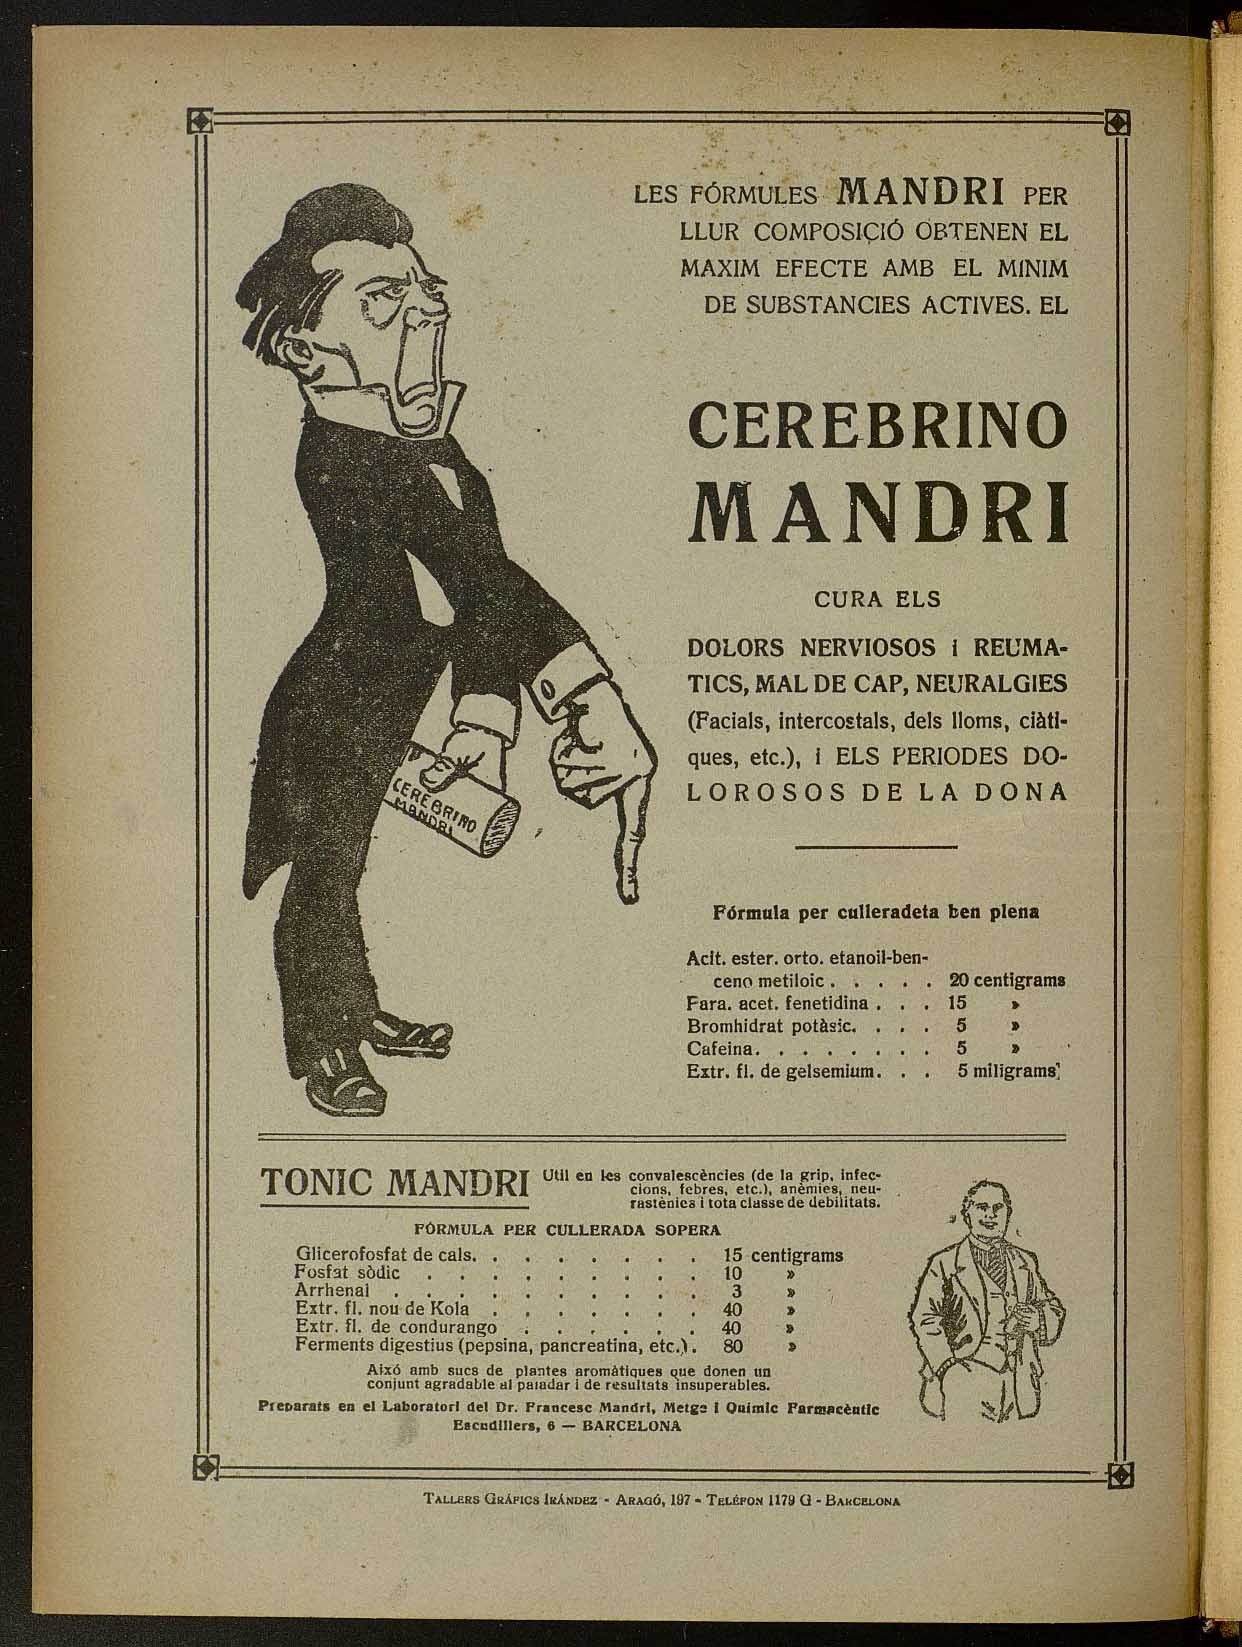 LES FÓRMULES MANDRI PER
LLUR COMPOSICIÓ OBTENEN EL
MAXIM EFECTE AMB EL MINIM
DE SUBSTANCIES ACTIVES. EL
CEREBRINO
MANDRI
CURA ELS
DOLORS NERVIOSOS i REUMA-
TICS, MAL DE CAP, NEURALGIES
(Facials, intercostals, dels lloms, ciàti-
ques, etc.), i ELS PERIODES DO-
LOROSOS DE LA DONA
CEREBRINO
MANDRI
Fórmula per culleradeta ben plena
Acit. ester. orto. etanoil-ben-
ceno metiloic . . . . . 20 centigrams
Para. acet. fenetidina . . . 15 »
Bromhidrat potàsic. . . . 5 »
Cafeina. . . . . . . . 5 »
Extr. fl. de gelsemium. . . 5 miligrams
TONIC MANDRI Util en les convalescències (de la grip, infec-
cions, febres, etc.), anèmies, neu-
rastènies i tota classe de debilitats.
FÓRMULA PER CULLERADA SOPERA
Glicerofosfat de cals. . . . . . . . 15 centigrams
Fosfat sòdic . . . . . . . . . 10 »
Arrhenal . . . . . . . . . . 3 »
Extr. fl. nou de Kola . . . . . . . 40 »
Extr. fl. de condurango . . . . . . 40 »
Ferments digestius (pepsina, pancreatina, etc.). 80 »
Aixó amb sucs de plantes aromàtiques que donen un
conjunt agradable al paladar i de resultats insuperables.
Preparats en el Laboratori del Dr. Francesc Mandri, Metge i Químic Farmacèutic
Escudillers, 6 — BARCELONA
TALLERS GRÁFICS IRÁNDEZ - ARAGÓ, 197 - TELÉFON 1179 G - BARCELONA